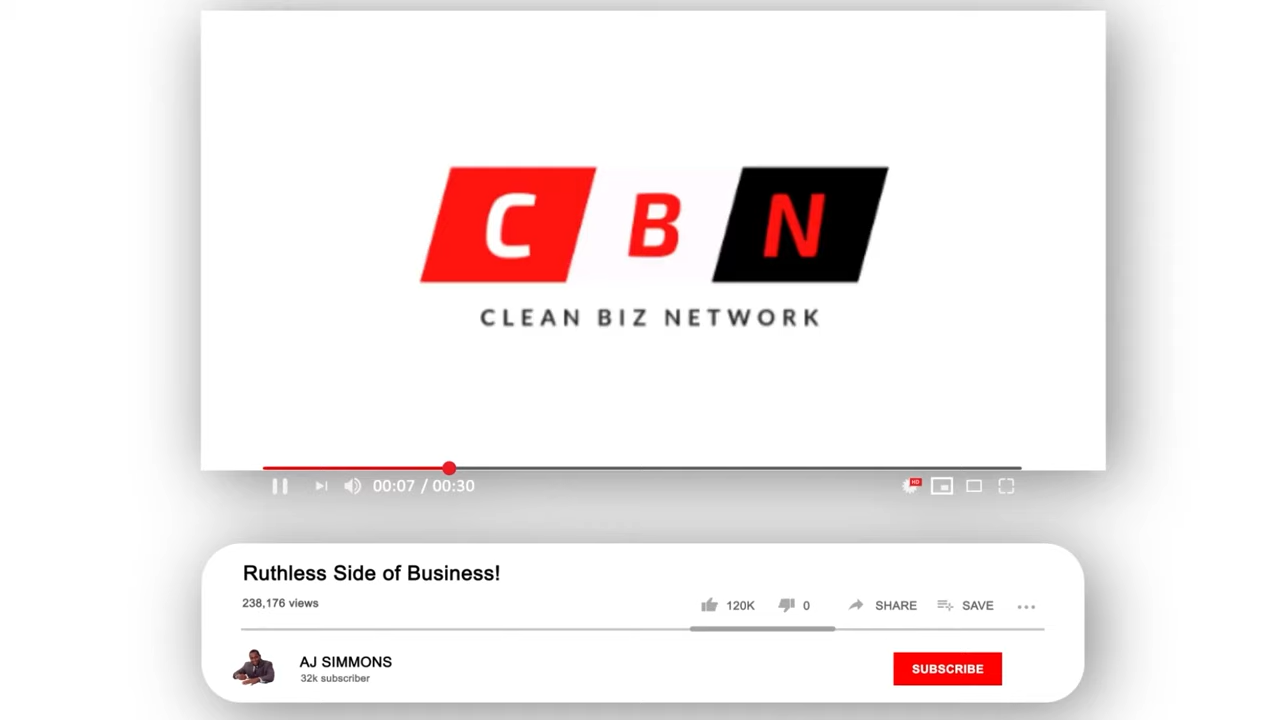 C B N
CLEAN BIZ NETWORK
00:07 / 00:30
HD
Ruthless Side of Business!
238,176 views
120K
0
SHARE
SAVE
AJ SIMMONS
32k subscriber
SUBSCRIBE